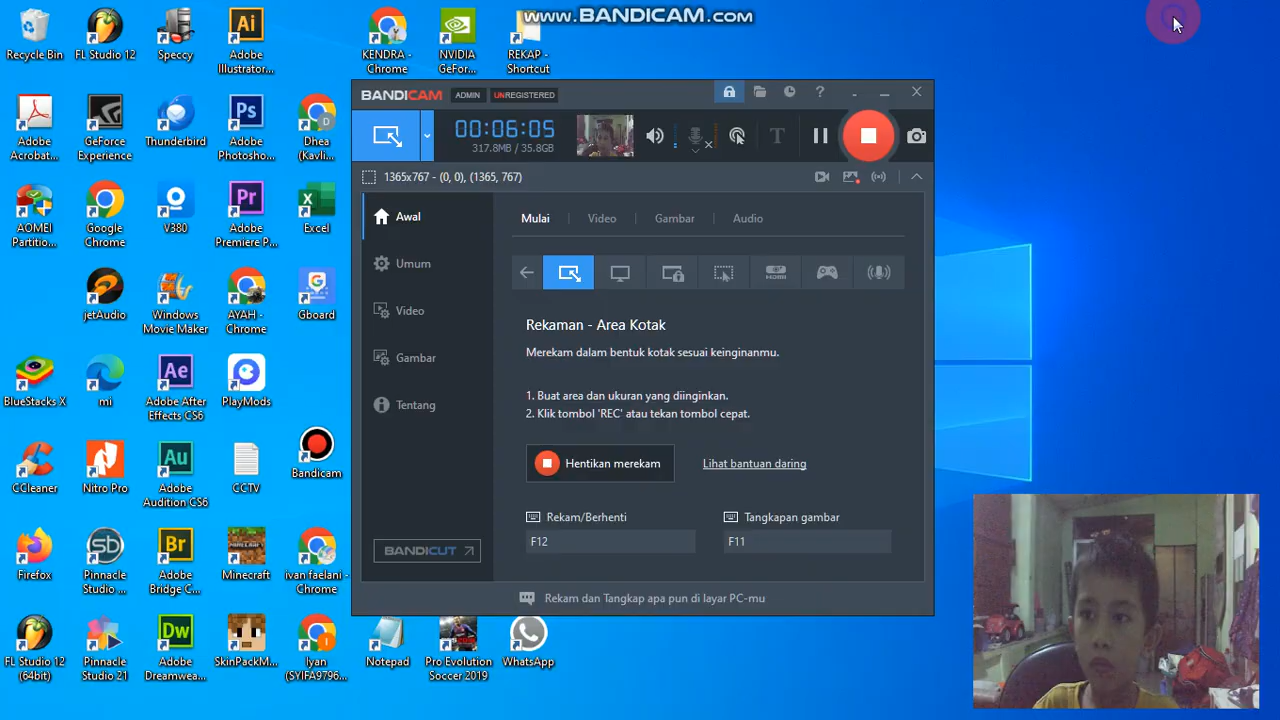 www.BANDICAM.com
Recycle Bin
FL Studio 12
Speccy
Adobe Illustrator...
KENDRA - Chrome
NVIDIA GeFor...
REKAP - Shortcut
Adobe Acrobat...
GeForce Experience
Thunderbird
Adobe Photosho...
Dhea (Kavli...
AOMEI Partitio...
Google Chrome
V380
Adobe Premiere P...
Excel
jetAudio
Windows Movie Maker
AYAH - Chrome
Gboard
BlueStacks X
mi
Adobe After Effects CS6
PlayMods
CCleaner
Nitro Pro
Adobe Audition CS6
CCTV
Bandicam
Firefox
Pinnacle Studio ...
Adobe Bridge C...
Minecraft
ivan faelani - Chrome
FL Studio 12 (64bit)
Pinnacle Studio 21
Adobe Dreamwea...
SkinPackM...
Iyan (SYIFA9796...
Notepad
Pro Evolution Soccer 2019
WhatsApp
BANDICAM ADMIN UNREGISTERED
00:06:05
317.8MB / 35.8GB
1365x767 - (0, 0), (1365, 767)
Awal
Umum
Video
Gambar
Tentang
BANDICUT
Mulai Video Gambar Audio
Rekaman - Area Kotak
Merekam dalam bentuk kotak sesuai keinginanmu.
1. Buat area dan ukuran yang diinginkan.
2. Klik tombol 'REC' atau tekan tombol cepat.
Hentikan merekam
Lihat bantuan daring
Rekam/Berhenti
Tangkapan gambar
F12
F11
Rekam dan Tangkap apa pun di layar PC-mu